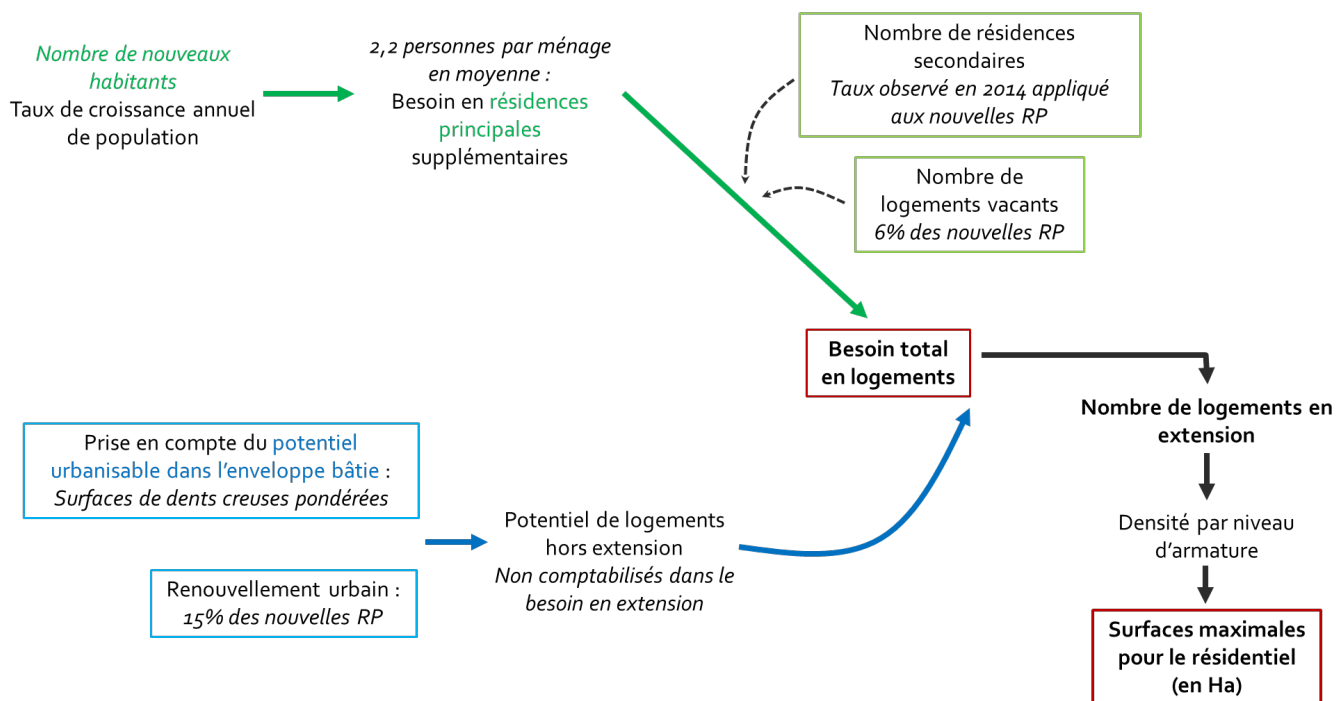 Nombre de nouveaux
habitants
Taux de croissance annuel
de population
2,2 personnes par ménage
en moyenne :
Besoin en résidences
principales
supplémentaires
Nombre de résidences
secondaires
Taux observé en 2014 appliqué
aux nouvelles RP
Nombre de
logements vacants
6% des nouvelles RP
Besoin total
en logements
Nombre de logements en
extension
Densité par niveau
d'armature
Surfaces maximales
pour le résidentiel
(en Ha)
Prise en compte du potentiel
urbanisable dans l'enveloppe bâtie :
Surfaces de dents creuses pondérées
Renouvellement urbain :
15% des nouvelles RP
Potentiel de logements
hors extension
Non comptabilisés dans le
besoin en extension